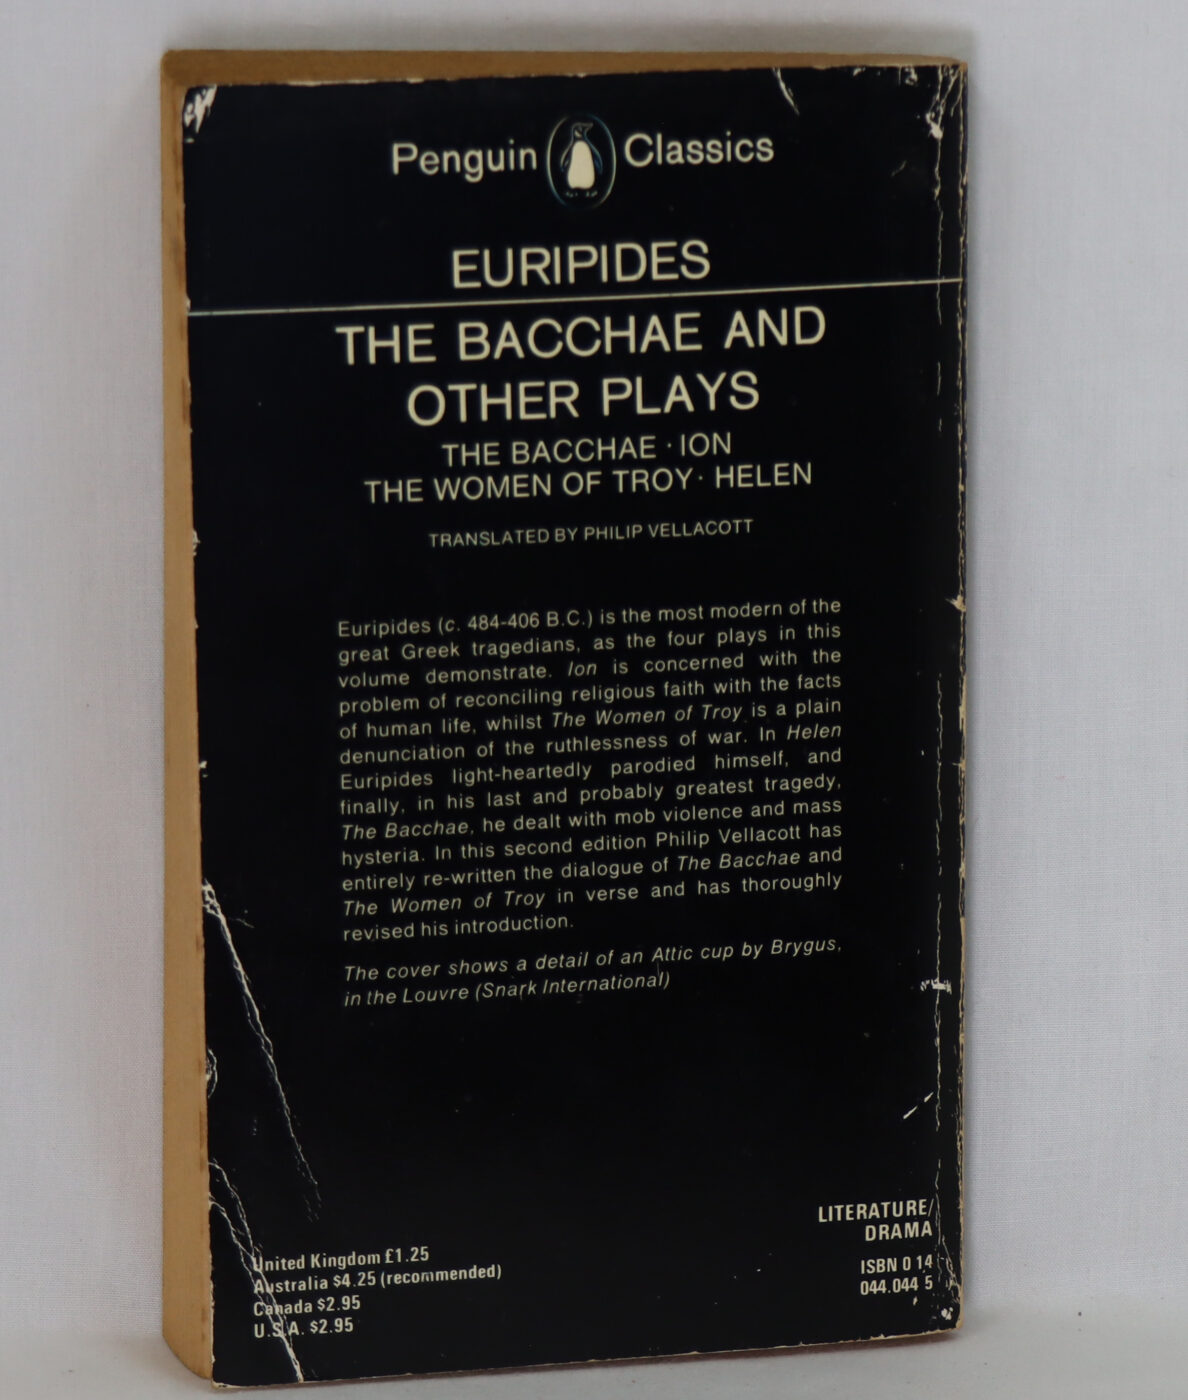 Penguin Classics
EURIPIDES
THE BACCHAE AND
OTHER PLAYS
THE BACCHAE · ION
THE WOMEN OF TROY · HELEN
TRANSLATED BY PHILIP VELLACOTT
Euripides (c. 484-406 B.C.) is the most modern of the
great Greek tragedians, as the four plays in this
volume demonstrate. Ion is concerned with the
problem of reconciling religious faith with the facts
of human life, whilst The Women of Troy is a plain
denunciation of the ruthlessness of war. In Helen
Euripides light-heartedly parodied himself, and
finally, in his last and probably greatest tragedy,
The Bacchae, he dealt with mob violence and mass
hysteria. In this second edition Philip Vellacott has
entirely re-written the dialogue of The Bacchae and
The Women of Troy in verse and has thoroughly
revised his introduction.
The cover shows a detail of an Attic cup by Brygus,
in the Louvre (Snark International)
United Kingdom £1.25
Australia $4.25 (recommended)
Canada $2.95
U.S.A. $2.95
LITERATURE/
DRAMA
ISBN 0 14
044.044 5